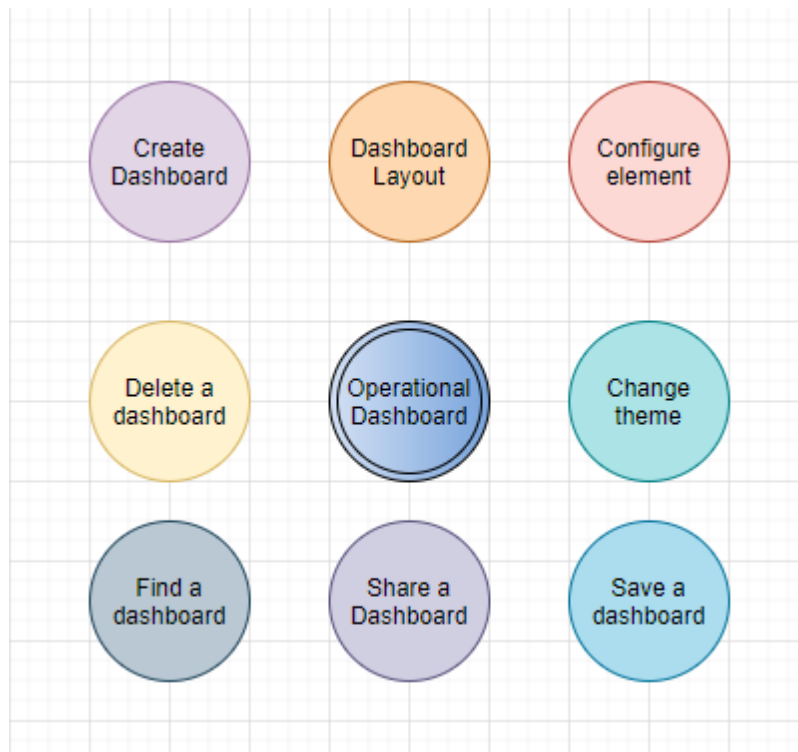 Create
Dashboard
Dashboard
Layout
Configure
element
Delete a
dashboard
Operational
Dashboard
Change
theme
Find a
dashboard
Share a
Dashboard
Save a
dashboard